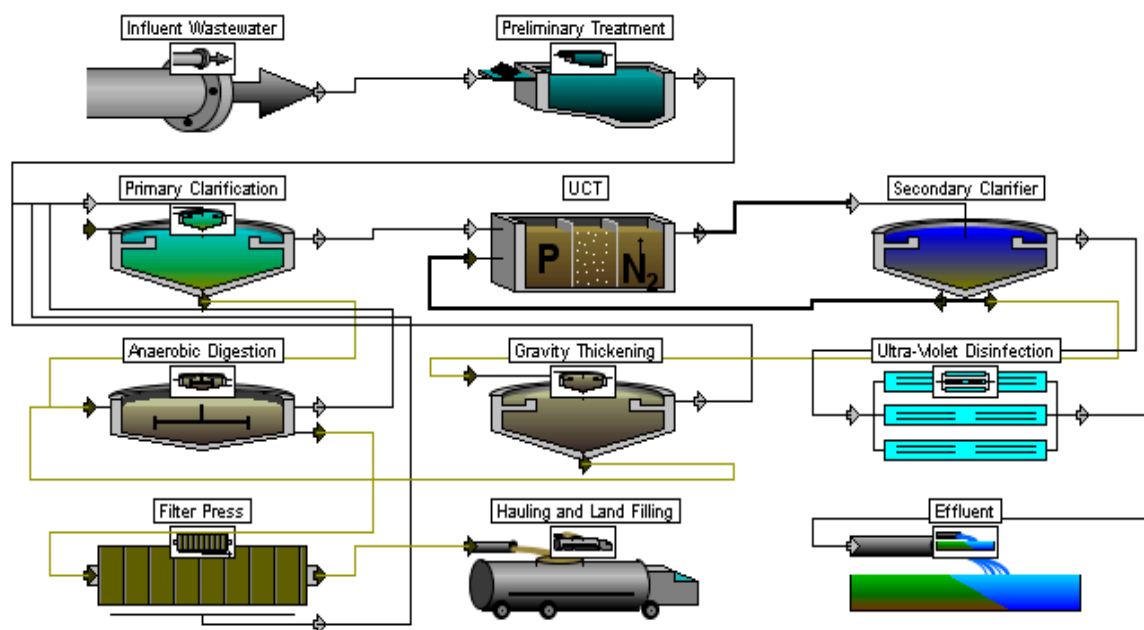 Influent Wastewater
Preliminary Treatment
Primary Clarification
UCT
Secondary Clarifier
P
N2
Anaerobic Digestion
Gravity Thickening
Ultra-Violet Disinfection
Filter Press
Hauling and Land Filling
Effluent